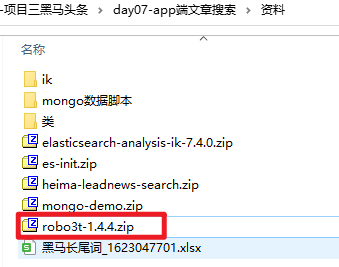 -项目三黑马头条 > day07-app端文章搜索 > 资料
名称
ik
mongo数据脚本
类
elasticsearch-analysis-ik-7.4.0.zip
es-init.zip
heima-leadnews-search.zip
mongo-demo.zip
robo3t-1.4.4.zip
黑马长尾词_1623047701.xlsx